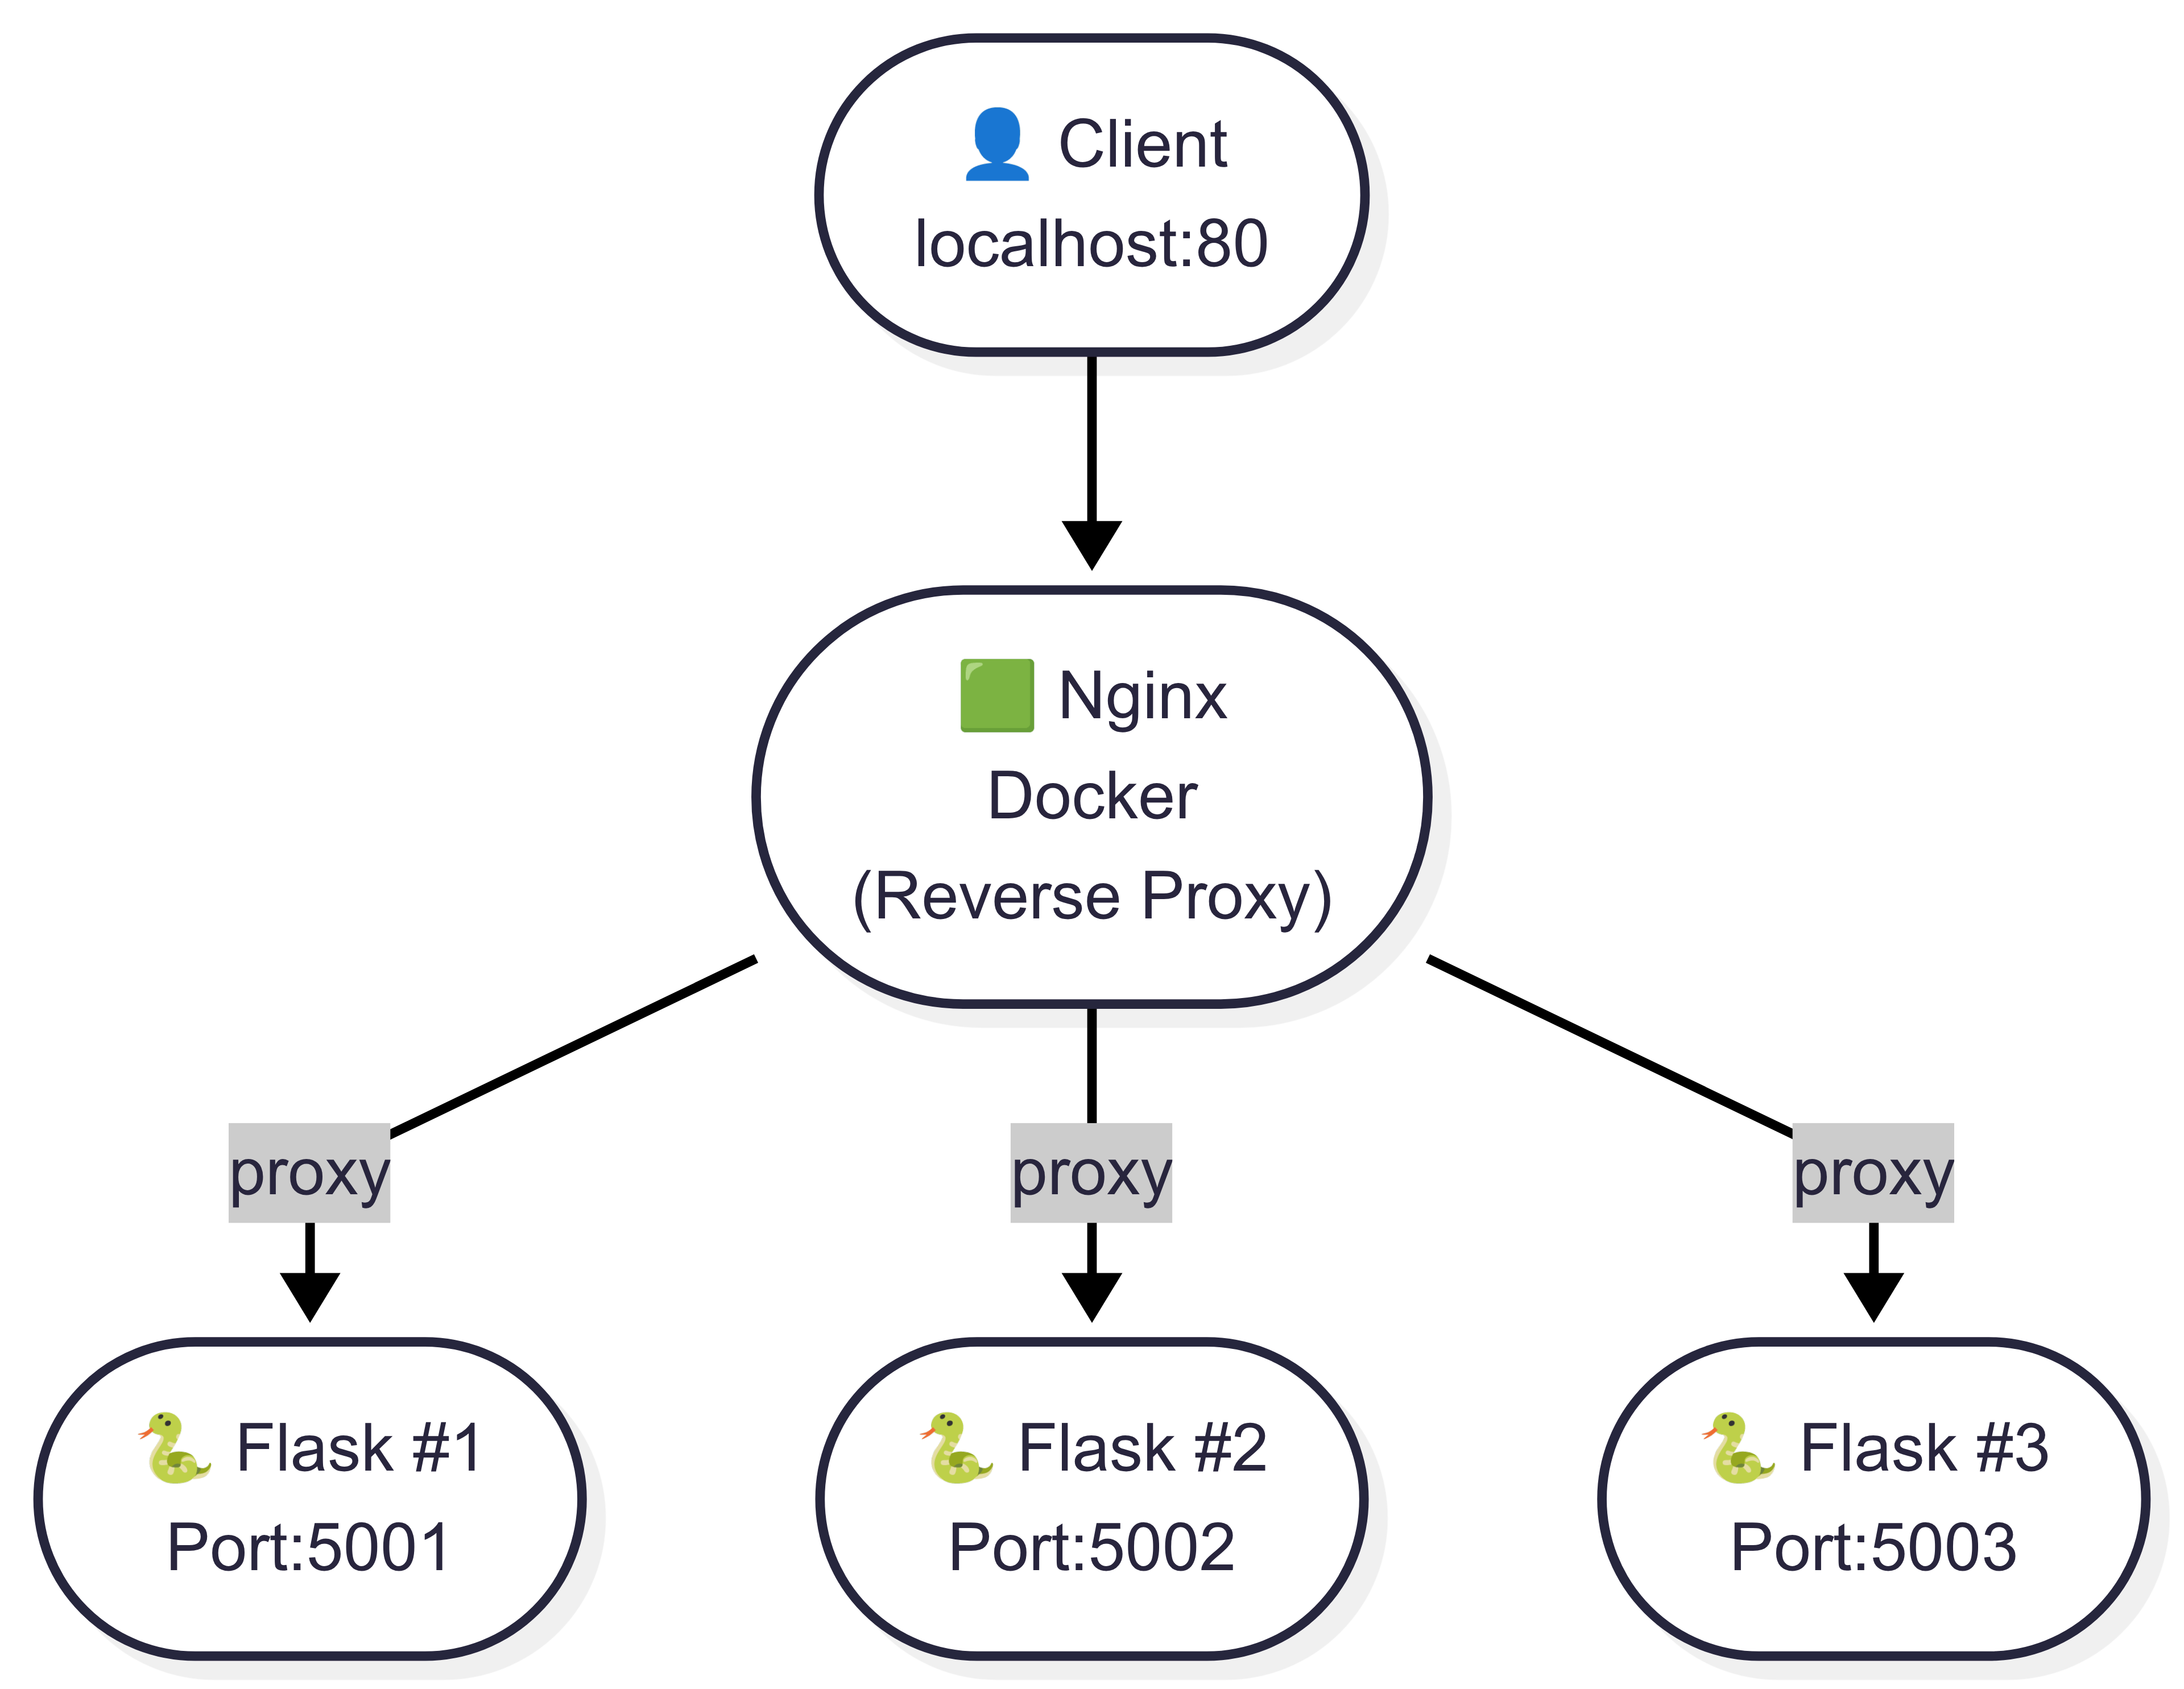 Client
localhost:80
Nginx
Docker
(Reverse Proxy)
proxy
proxy
proxy
Flask #1
Port:5001
Flask #2
Port:5002
Flask #3
Port:5003